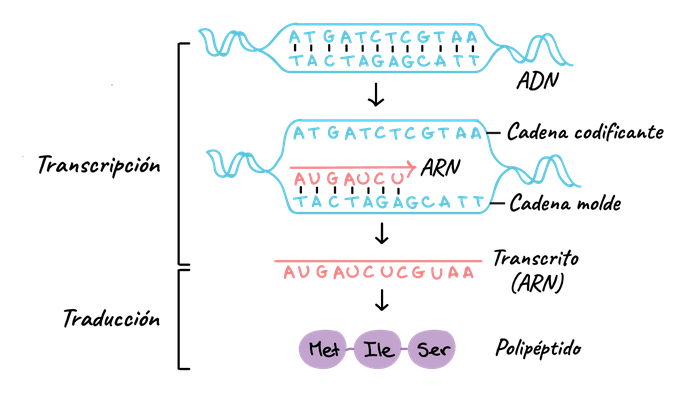 ATGATCTCGTAA
TACTAGAGCATT
ADN
Transcripción
ATGATCTCGTAA
Cadena codificante
ARN
AUGAUCU
TACTAGAGCATT
Cadena molde
AUGAUCUCGUAA
Transcrito
(ARN)
Traducción
Met Ile Ser
Polipéptido